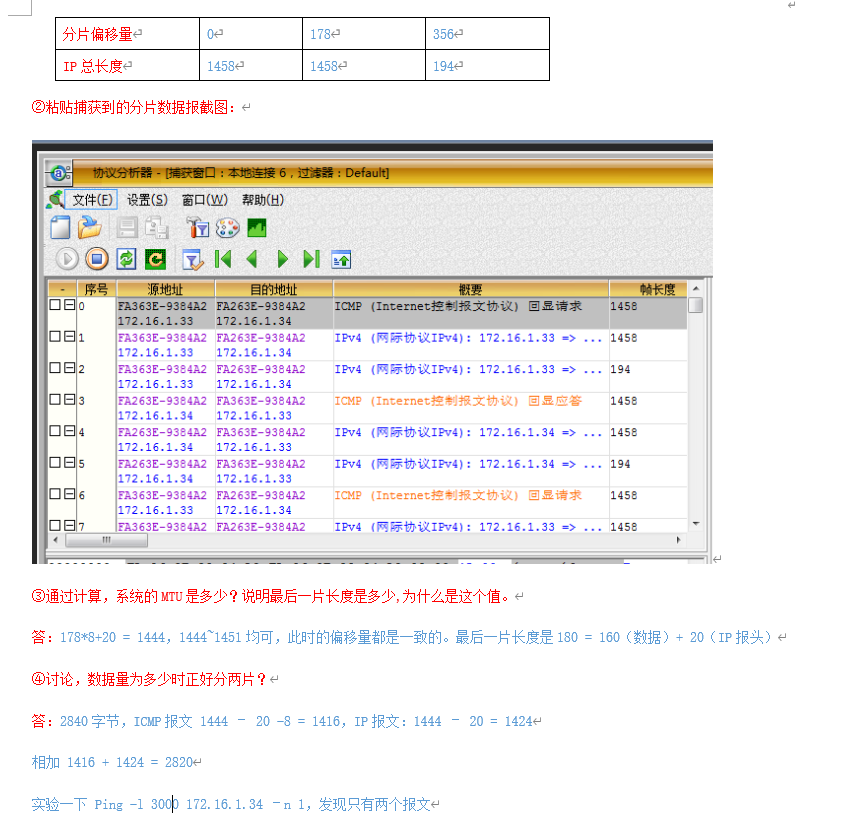 分片偏移量 0 178 356
IP 总长度 1458 1458 194
②粘贴捕获到的分片数据报截图：
协议分析器 - [捕获窗口：本地连接 6，过滤器：Default]
文件(F) 设置(S) 窗口(W) 帮助(H)
- 序号 源地址 目的地址 概要 帧长度
0 FA363E-9384A2 FA263E-9384A2 ICMP (Internet控制报文协议) 回显请求 1458
172.16.1.33 172.16.1.34
1 FA363E-9384A2 FA263E-9384A2 IPv4 (网际协议IPv4): 172.16.1.33 => ... 1458
172.16.1.33 172.16.1.34
2 FA363E-9384A2 FA263E-9384A2 IPv4 (网际协议IPv4): 172.16.1.33 => ... 194
172.16.1.33 172.16.1.34
3 FA263E-9384A2 FA363E-9384A2 ICMP (Internet控制报文协议) 回显应答 1458
172.16.1.34 172.16.1.33
4 FA263E-9384A2 FA363E-9384A2 IPv4 (网际协议IPv4): 172.16.1.34 => ... 1458
172.16.1.34 172.16.1.33
5 FA263E-9384A2 FA363E-9384A2 IPv4 (网际协议IPv4): 172.16.1.34 => ... 194
172.16.1.34 172.16.1.33
6 FA363E-9384A2 FA263E-9384A2 ICMP (Internet控制报文协议) 回显请求 1458
172.16.1.33 172.16.1.34
7 FA363E-9384A2 FA263E-9384A2 IPv4 (网际协议IPv4): 172.16.1.33 => ... 1458
③通过计算，系统的 MTU 是多少？说明最后一片长度是多少,为什么是这个值。
答：178*8+20 = 1444，1444~1451 均可，此时的偏移量都是一致的。最后一片长度是 180 = 160（数据）+ 20（IP 报头）
④讨论，数据量为多少时正好分两片？
答：2840 字节，ICMP 报文 1444 － 20 -8 = 1416，IP 报文：1444 － 20 = 1424
相加 1416 + 1424 = 2820
实验一下 Ping -l 3000 172.16.1.34 －n 1，发现只有两个报文